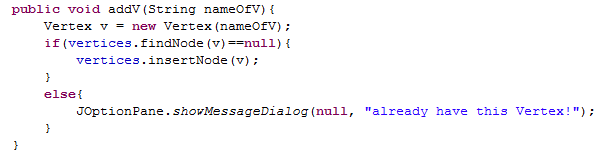 public void addV(String nameOfV){
    Vertex v = new Vertex(nameOfV);
    if(vertices.findNode(v)==null){
        vertices.insertNode(v);
    }
    else{
        JOptionPane.showMessageDialog(null, "already have this Vertex!");
    }
}